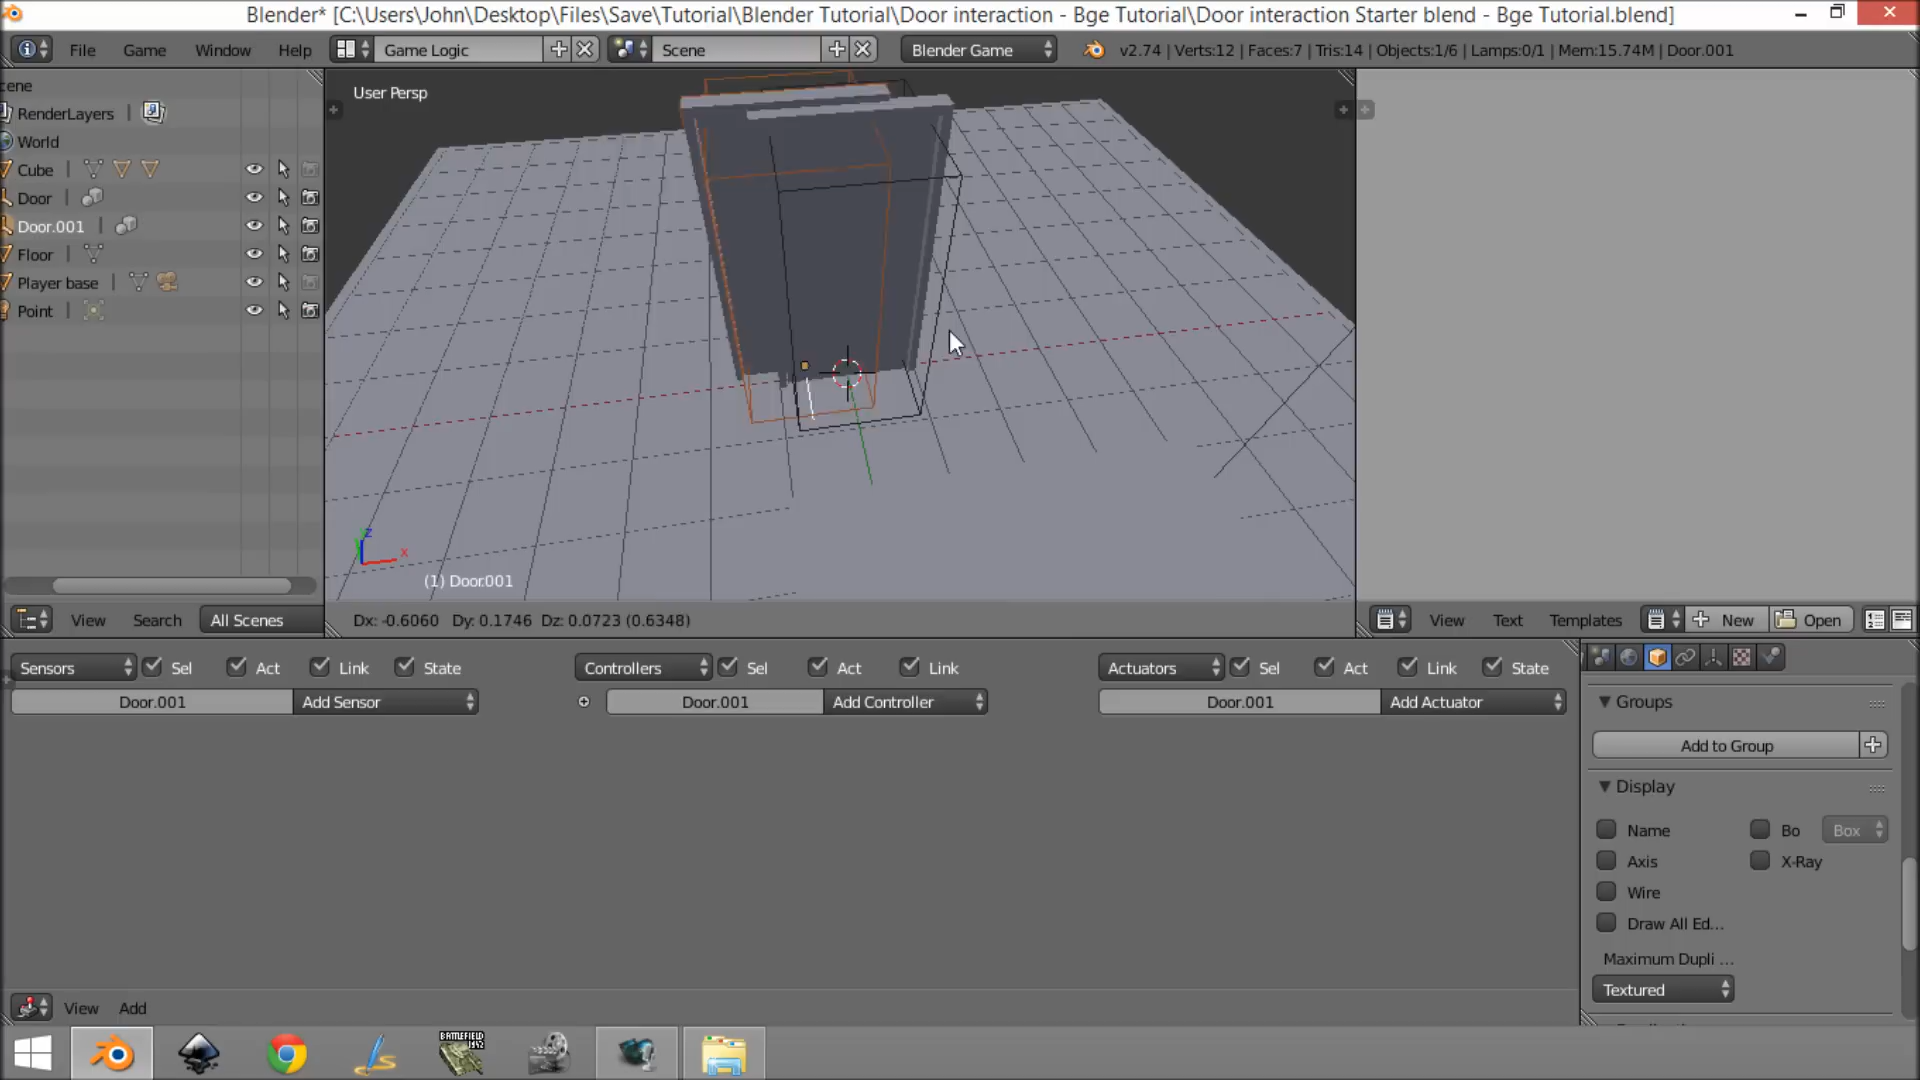 Blender* [C:\Users\John\Desktop\Files\Save\Tutorial\Blender Tutorial\Door interaction - Bge Tutorial\Door interaction Starter blend - Bge Tutorial.blend]
File Game Window Help Game Logic Scene Blender Game v2.74 | Verts:12 | Faces:7 | Tris:14 | Objects:1/6 | Lamps:0/1 | Mem:15.74M | Door.001
cene
RenderLayers |
World
Cube |
Door |
Door.001 |
Floor |
Player base |
Point |
User Persp
z
x
(1) Door.001
View Search All Scenes
Dx: -0.6060 Dy: 0.1746 Dz: 0.0723 (0.6348)
View Text Templates New Open
Sensors Sel Act Link State Controllers Sel Act Link Actuators Sel Act Link State
Door.001 Add Sensor Door.001 Add Controller Door.001 Add Actuator
Groups
Add to Group
Display
Name Bo Box
Axis X-Ray
Wire
Draw All Ed...
Maximum Dupli ...
Textured
View Add
BATTLEFIELD
1942